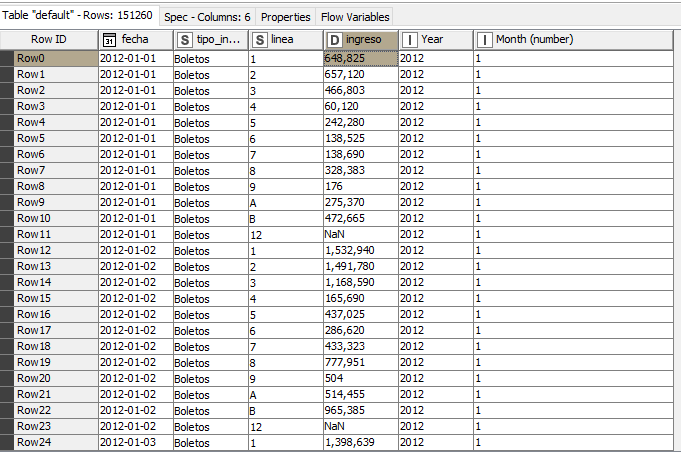 Table "default" - Rows: 151260 Spec - Columns: 6 Properties Flow Variables
Row ID 31 fecha S tipo_in... S linea D ingreso I Year I Month (number)
Row0 2012-01-01 Boletos 1 648,825 2012 1
Row1 2012-01-01 Boletos 2 657,120 2012 1
Row2 2012-01-01 Boletos 3 466,803 2012 1
Row3 2012-01-01 Boletos 4 60,120 2012 1
Row4 2012-01-01 Boletos 5 242,280 2012 1
Row5 2012-01-01 Boletos 6 138,525 2012 1
Row6 2012-01-01 Boletos 7 138,690 2012 1
Row7 2012-01-01 Boletos 8 328,383 2012 1
Row8 2012-01-01 Boletos 9 176 2012 1
Row9 2012-01-01 Boletos A 275,370 2012 1
Row10 2012-01-01 Boletos B 472,665 2012 1
Row11 2012-01-01 Boletos 12 NaN 2012 1
Row12 2012-01-02 Boletos 1 1,532,940 2012 1
Row13 2012-01-02 Boletos 2 1,491,780 2012 1
Row14 2012-01-02 Boletos 3 1,168,590 2012 1
Row15 2012-01-02 Boletos 4 165,690 2012 1
Row16 2012-01-02 Boletos 5 437,025 2012 1
Row17 2012-01-02 Boletos 6 286,620 2012 1
Row18 2012-01-02 Boletos 7 433,323 2012 1
Row19 2012-01-02 Boletos 8 777,951 2012 1
Row20 2012-01-02 Boletos 9 504 2012 1
Row21 2012-01-02 Boletos A 514,455 2012 1
Row22 2012-01-02 Boletos B 965,385 2012 1
Row23 2012-01-02 Boletos 12 NaN 2012 1
Row24 2012-01-03 Boletos 1 1,398,639 2012 1